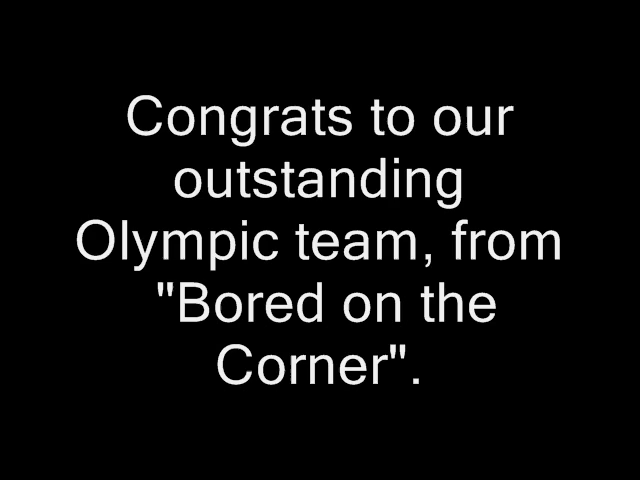 Congrats to our
outstanding
Olympic team, from
"Bored on the
Corner".